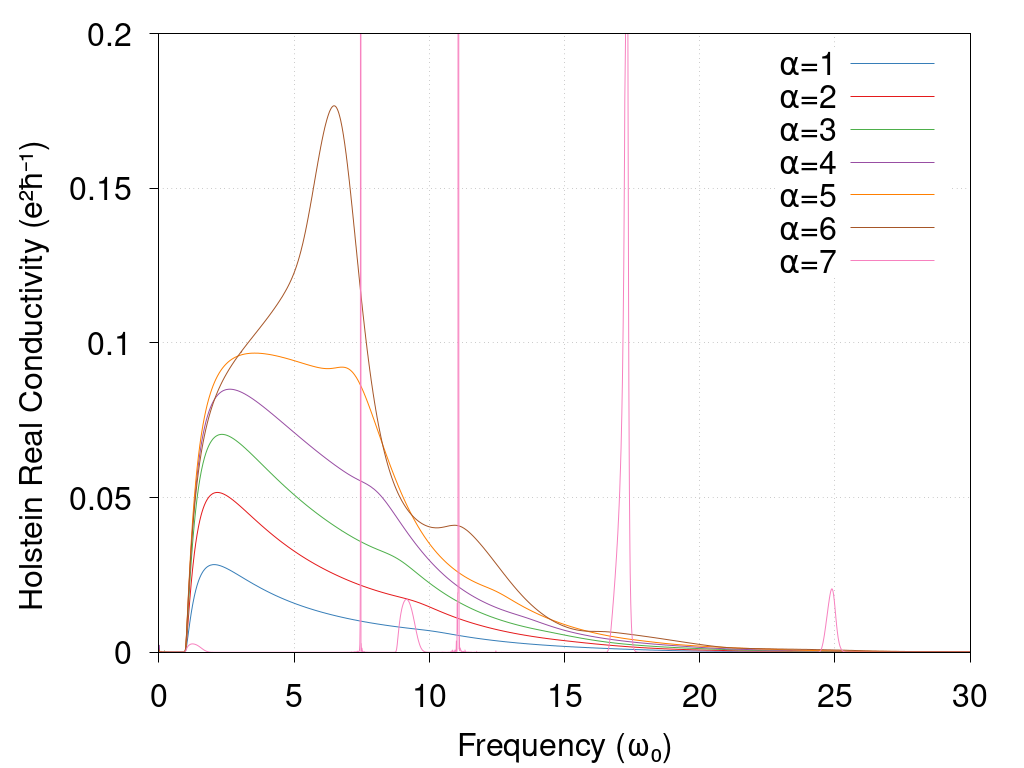 0.2
0.15
0.1
0.05
0
Holstein Real Conductivity (e²ħ⁻¹)
α=1
α=2
α=3
α=4
α=5
α=6
α=7
0 5 10 15 20 25 30
Frequency (ω₀)